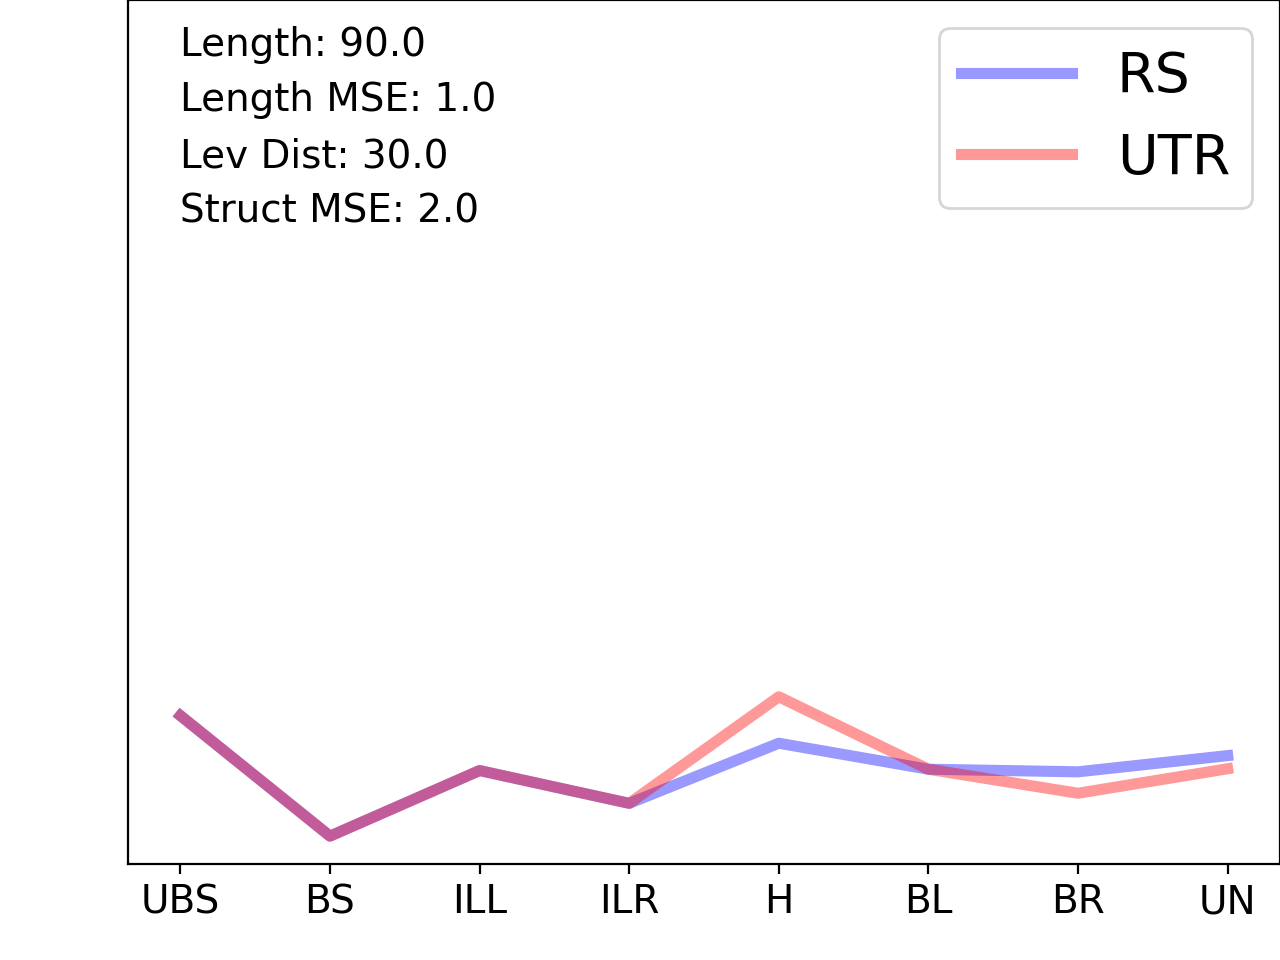 Length: 90.0
Length MSE: 1.0
Lev Dist: 30.0
Struct MSE: 2.0
RS
UTR
UBS BS ILL ILR H BL BR UN